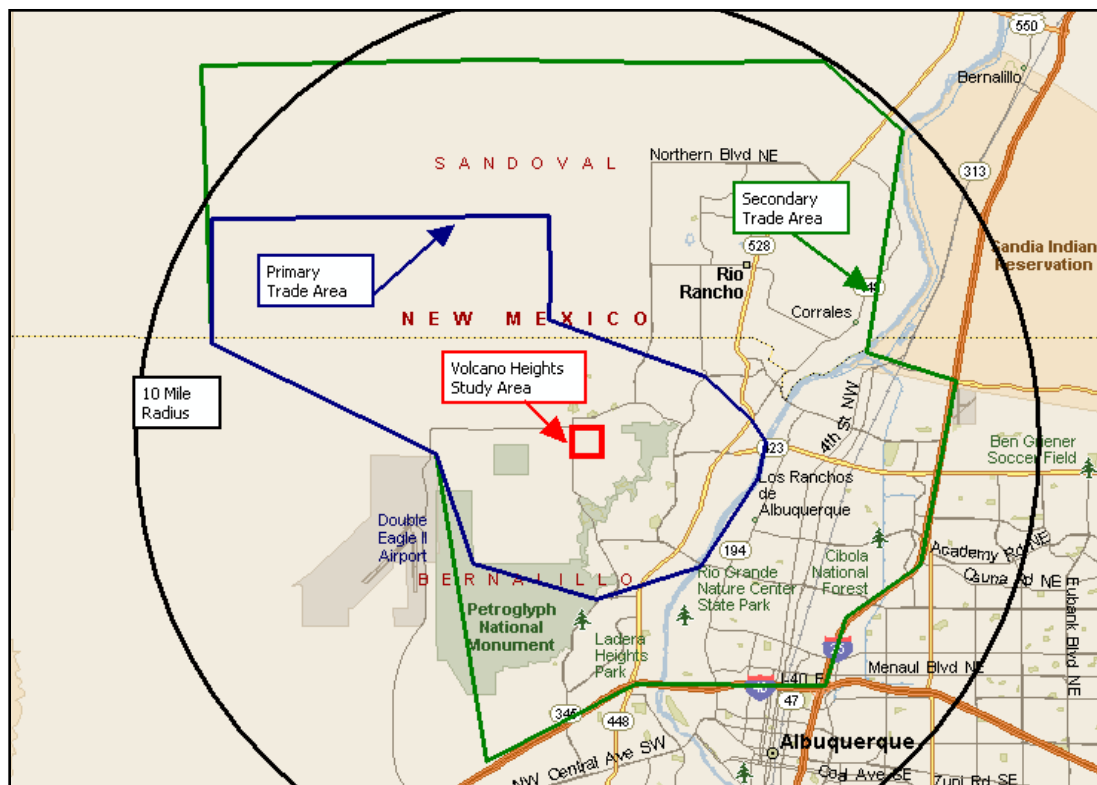 550
Bernalillo
SANDOVAL
Northern Blvd NE
313
Secondary
Trade Area
528
Sandia Indian
Reservation
Primary
Trade Area
Rio
Rancho
NEW MEXICO
Corrales
Volcano Heights
Study Area
10 Mile
Radius
4th St NW
Ben Griener
Soccer Field
Los Ranchos
de
Albuquerque
Double
Eagle II
Airport
194
Cibola
National
Forest
Academy Rd NE
BERNALILLO
Rio Grande
Nature Center
State Park
Eubank Blvd NE
Petroglyph
National
Monument
Ladera
Heights
Park
Menaul Blvd NE
47
345
448
NW Central Ave SW
Albuquerque
Coal Ave SE
Zuni Rd SE